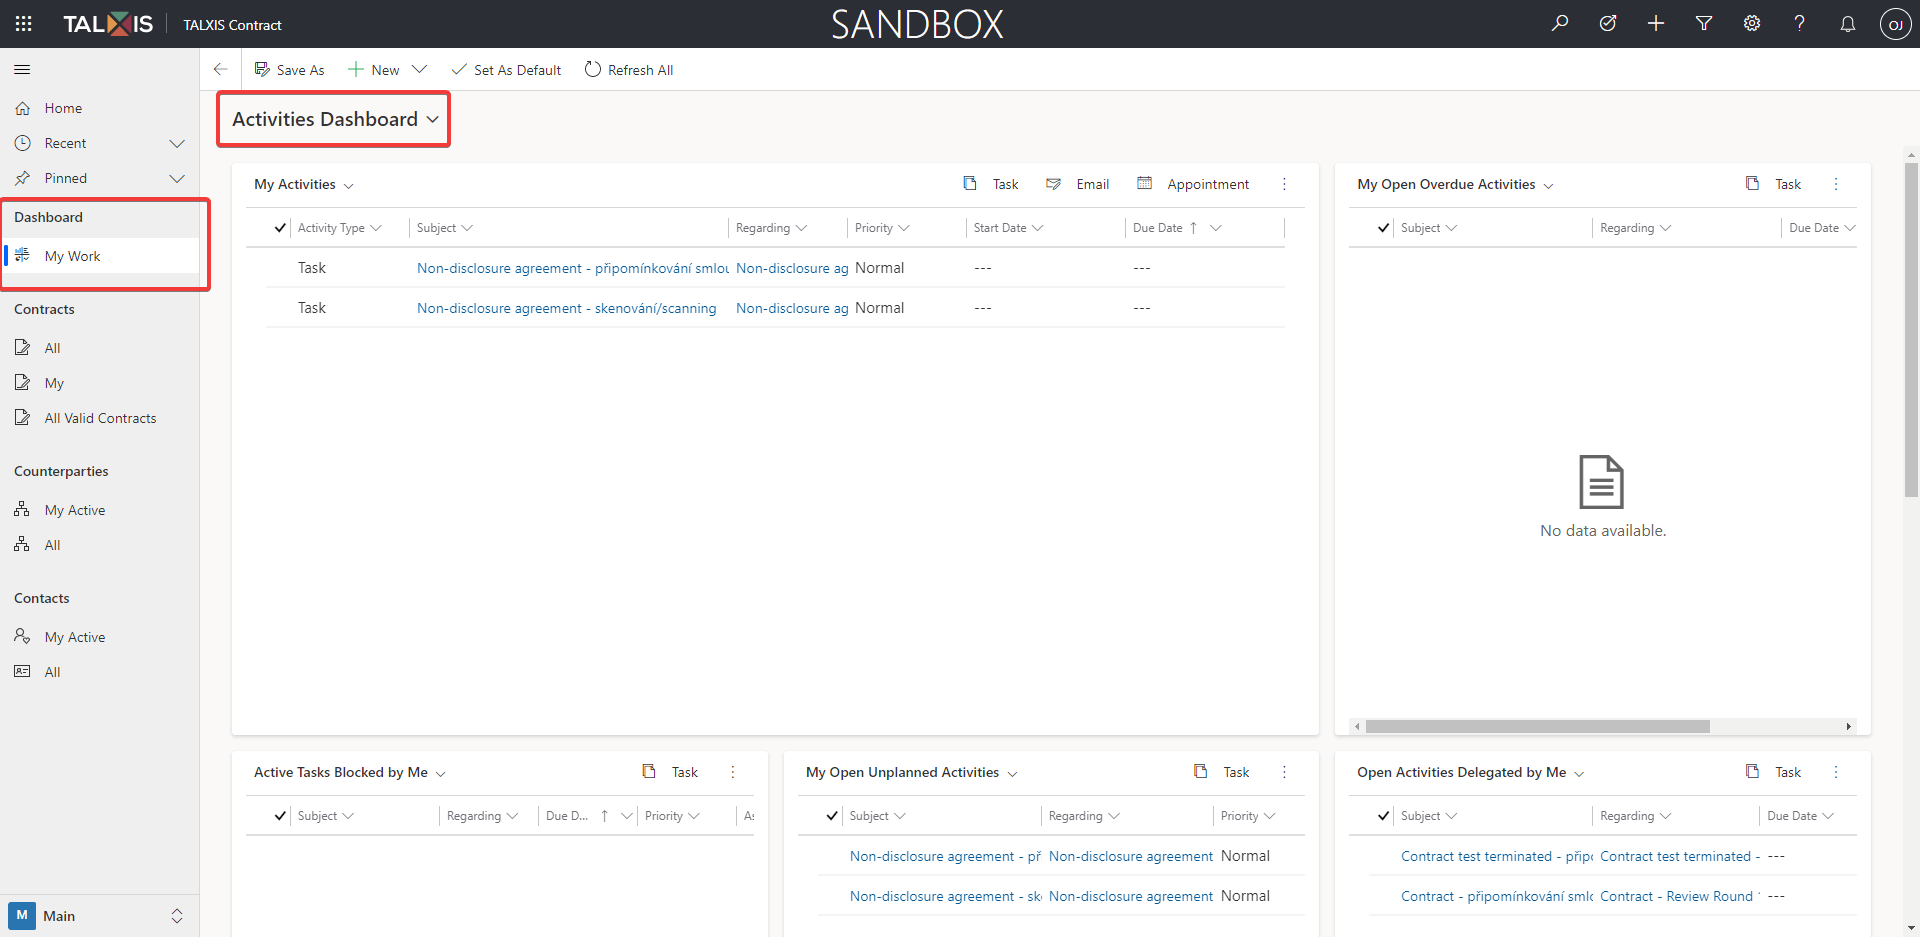 TALXIS TALXIS Contract SANDBOX OJ
Save As New Set As Default Refresh All
Activities Dashboard
Home
Recent
Pinned
Dashboard
My Work
Contracts
All
My
All Valid Contracts
Counterparties
My Active
All
Contacts
My Active
All
M Main
My Activities Task Email Appointment
Activity Type Subject Regarding Priority Start Date Due Date
Task Non-disclosure agreement - připomínkování smlou Non-disclosure ag Normal --- ---
Task Non-disclosure agreement - skenování/scanning Non-disclosure ag Normal --- ---
My Open Overdue Activities Task
Subject Regarding Due Date
No data available.
Active Tasks Blocked by Me Task
Subject Regarding Due D... Priority As
My Open Unplanned Activities Task
Subject Regarding Priority
Non-disclosure agreement - př Non-disclosure agreement Normal
Non-disclosure agreement - sk Non-disclosure agreement Normal
Open Activities Delegated by Me Task
Subject Regarding Due Date
Contract test terminated - přip Contract test terminated - ---
Contract - připomínkování smlo Contract - Review Round ---